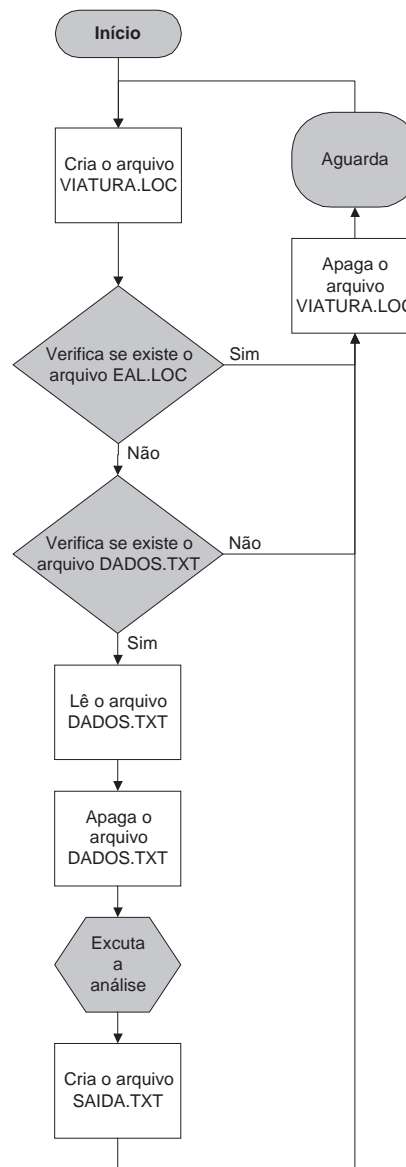 Início
Cria o arquivo
VIATURA.LOC
Aguarda
Apaga o
arquivo
VIATURA.LOC
Verifica se existe o
arquivo EAL.LOC
Sim
Não
Verifica se existe o
arquivo DADOS.TXT
Não
Sim
Lê o arquivo
DADOS.TXT
Apaga o
arquivo
DADOS.TXT
Excuta
a
análise
Cria o arquivo
SAIDA.TXT